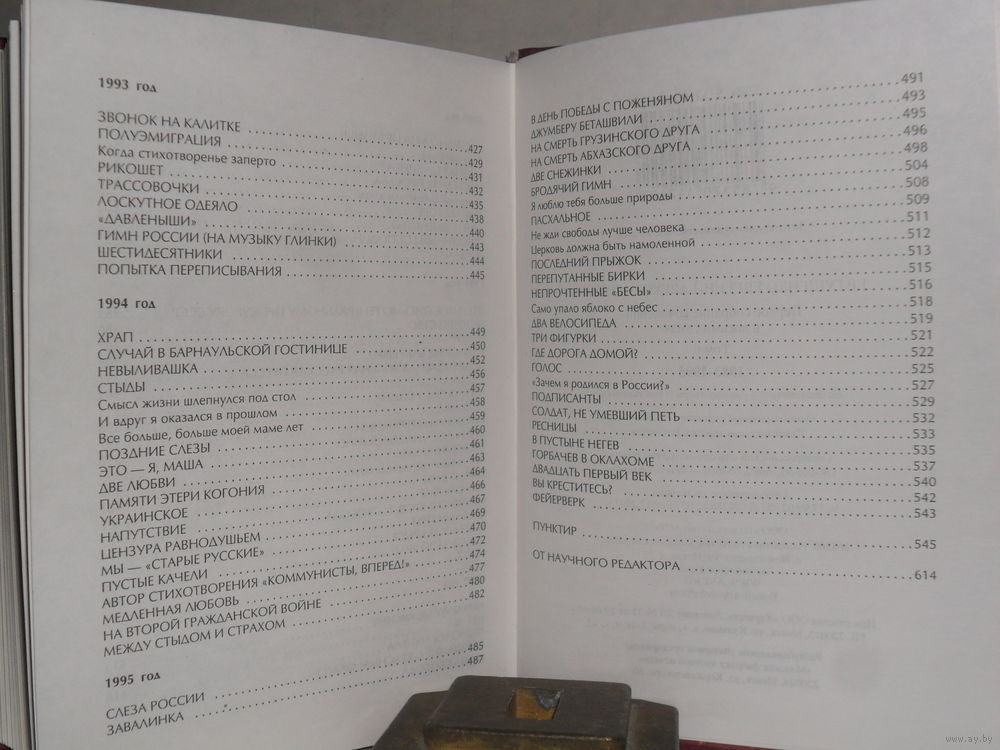 1993 год
ЗВОНОК НА КАЛИТКЕ 427
ПОЛУЭМИГРАЦИЯ 429
Когда стихотворенье заперто 431
РИКОШЕТ 432
ТРАССОВОЧКИ 435
ЛОСКУТНОЕ ОДЕЯЛО 438
«ДАВЛЕНЫШИ» 440
ГИМН РОССИИ (НА МУЗЫКУ ГЛИНКИ) 443
ШЕСТИДЕСЯТНИКИ 444
ПОПЫТКА ПЕРЕПИСЫВАНИЯ 445
1994 год
ХРАП 449
СЛУЧАЙ В БАРНАУЛЬСКОЙ ГОСТИНИЦЕ 450
НЕВЫЛИВАШКА 452
СТЫДЫ 456
Смысл жизни шлепнулся под стол 457
И вдруг я оказался в прошлом 458
Все больше, больше моей маме лет 459
ПОЗДНИЕ СЛЕЗЫ 460
ЭТО — Я, МАША 461
ДВЕ ЛЮБВИ 463
ПАМЯТИ ЭТЕРИ КОГОНИЯ 464
УКРАИНСКОЕ 466
НАПУТСТВИЕ 467
ЦЕНЗУРА РАВНОДУШЬЕМ 469
МЫ — «СТАРЫЕ РУССКИЕ» 470
ПУСТЫЕ КАЧЕЛИ 472
АВТОР СТИХОТВОРЕНИЯ «КОММУНИСТЫ, ВПЕРЕД!» 474
МЕДЛЕННАЯ ЛЮБОВЬ 477
НА ВТОРОЙ ГРАЖДАНСКОЙ ВОЙНЕ 480
МЕЖДУ СТЫДОМ И СТРАХОМ 482
1995 год
СЛЕЗА РОССИИ 485
ЗАВАЛИНКА 487
В ДЕНЬ ПОБЕДЫ С ПОЖЕНЯНОМ 491
ДЖУМБЕРУ БЕТАШВИЛИ 493
НА СМЕРТЬ ГРУЗИНСКОГО ДРУГА 495
НА СМЕРТЬ АБХАЗСКОГО ДРУГА 496
ДВЕ СНЕЖИНКИ 498
БРОДЯЧИЙ ГИМН 504
Я люблю тебя больше природы 508
ПАСХАЛЬНОЕ 509
Не жди свободы лучше человека 511
Церковь должна быть намоленной 512
ПОСЛЕДНИЙ ПРЫЖОК 513
ПЕРЕПУТАННЫЕ БИРКИ 515
НЕПРОЧТЕННЫЕ «БЕСЫ» 516
Само упало яблоко с небес 518
ДВА ВЕЛОСИПЕДА 519
ТРИ ФИГУРКИ 521
ГДЕ ДОРОГА ДОМОЙ? 522
ГОЛОС 525
«Зачем я родился в России?» 527
ПОДПИСАНТЫ 529
СОЛДАТ, НЕ УМЕВШИЙ ПЕТЬ 532
РЕСНИЦЫ 533
В ПУСТЫНЕ НЕГЕВ 535
ГОРБАЧЕВ В ОКЛАХОМЕ 537
ДВАДЦАТЬ ПЕРВЫЙ ВЕК 540
ВЫ КРЕСТИТЕСЬ? 542
ФЕЙЕРВЕРК 543
ПУНКТИР 545
ОТ НАУЧНОГО РЕДАКТОРА 614
www.ay.by